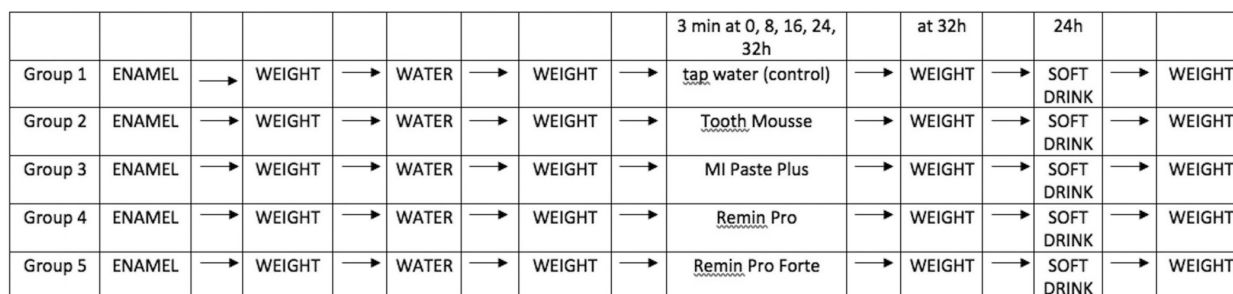 3 min at 0, 8, 16, 24, at 32h 24h
32h
Group 1 ENAMEL WEIGHT WATER WEIGHT tap water (control) WEIGHT SOFT WEIGHT
DRINK
Group 2 ENAMEL WEIGHT WATER WEIGHT Tooth Mousse WEIGHT SOFT WEIGHT
DRINK
Group 3 ENAMEL WEIGHT WATER WEIGHT MI Paste Plus WEIGHT SOFT WEIGHT
DRINK
Group 4 ENAMEL WEIGHT WATER WEIGHT Remin Pro WEIGHT SOFT WEIGHT
DRINK
Group 5 ENAMEL WEIGHT WATER WEIGHT Remin Pro Forte WEIGHT SOFT WEIGHT
DRINK